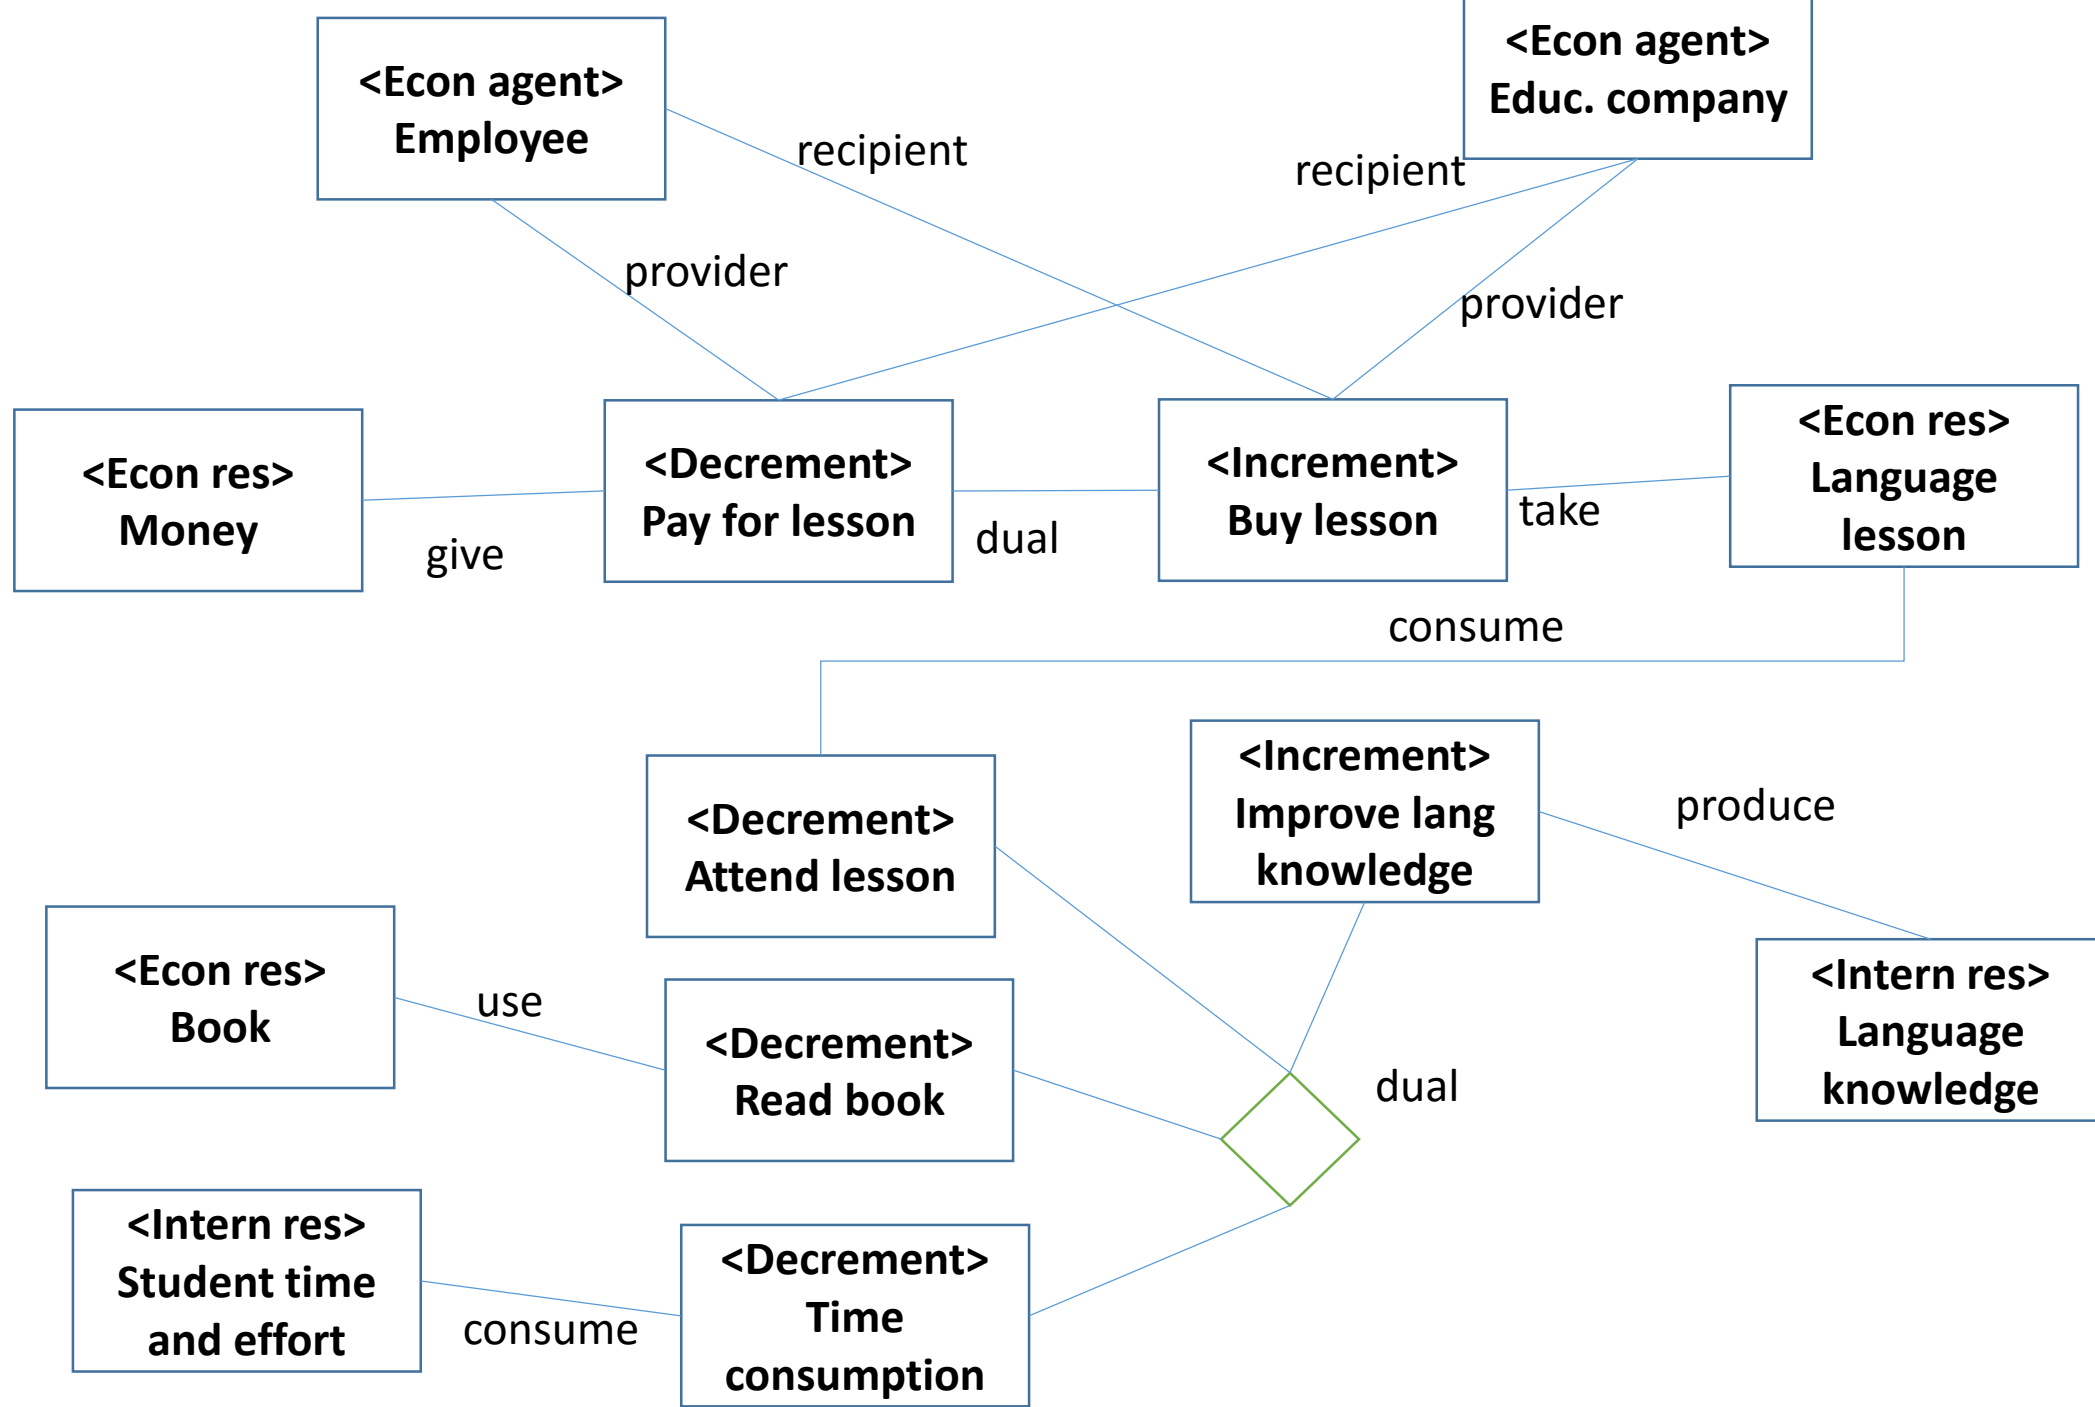 <Econ agent>
Employee
<Econ agent>
Educ. company
recipient
recipient
provider
provider
<Econ res>
Money
give
<Decrement>
Pay for lesson
dual
<Increment>
Buy lesson
take
<Econ res>
Language
lesson
consume
<Decrement>
Attend lesson
<Increment>
Improve lang
knowledge
produce
<Econ res>
Book
use
<Decrement>
Read book
dual
<Intern res>
Language
knowledge
<Intern res>
Student time
and effort
consume
<Decrement>
Time
consumption